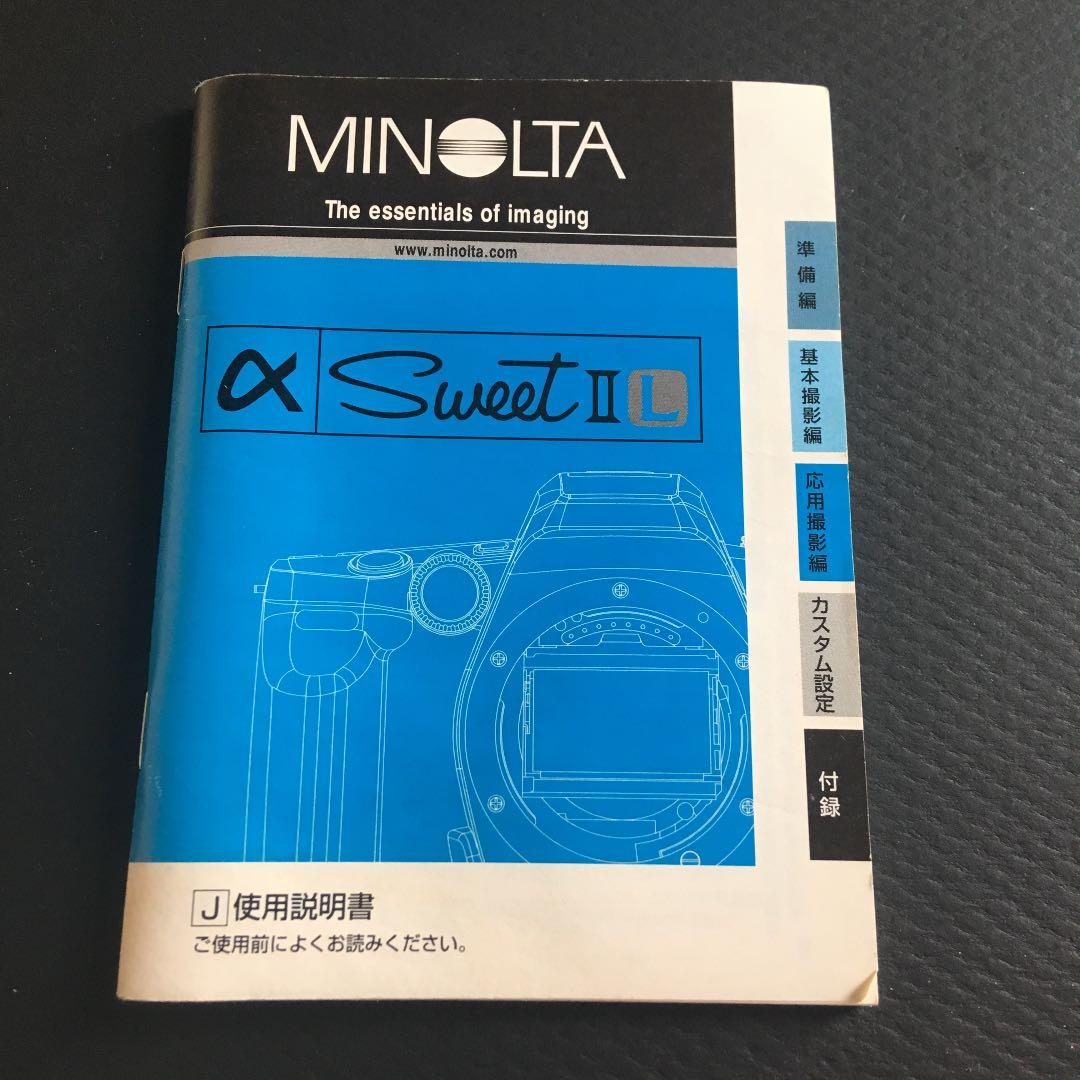 MINOLTA
The essentials of imaging
www.minolta.com
α Sweet II L
準備編
基本撮影編
応用撮影編
カスタム設定
付録
J 使用説明書
ご使用前によくお読みください。